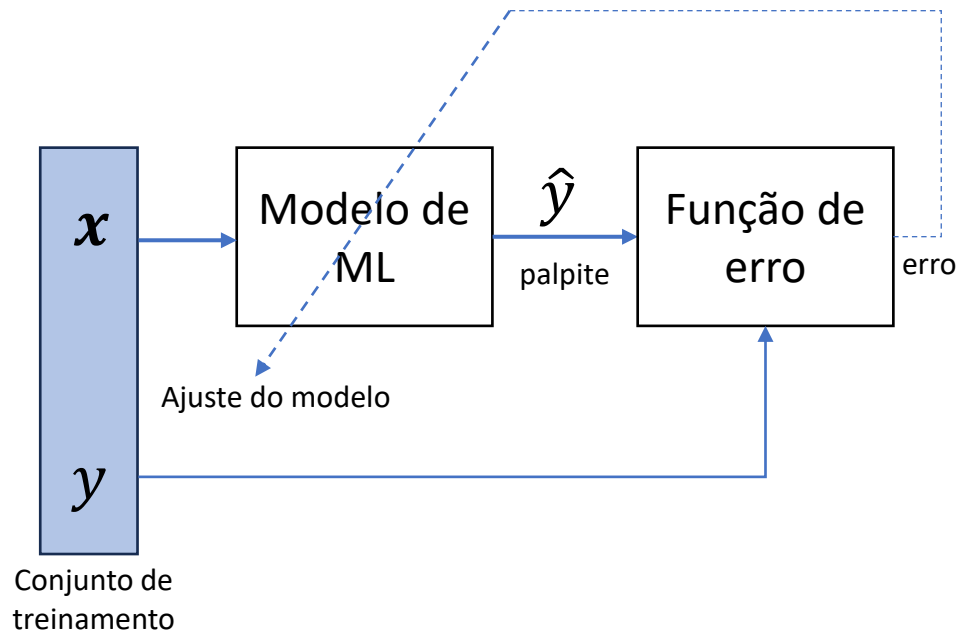 x
Modelo de
ML
ŷ
palpite
Função de
erro
erro
Ajuste do modelo
y
Conjunto de
treinamento